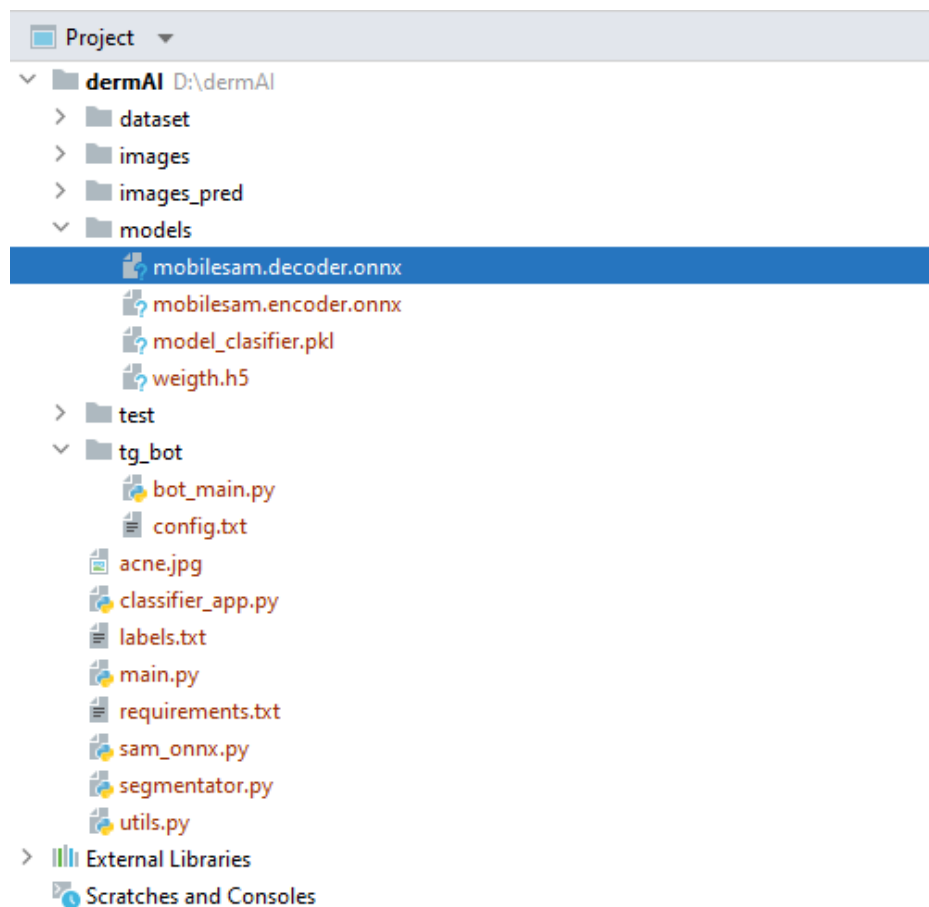 Project
dermAI D:\dermAI
dataset
images
images_pred
models
mobilesam.decoder.onnx
mobilesam.encoder.onnx
model_clasifier.pkl
weigth.h5
test
tg_bot
bot_main.py
config.txt
acne.jpg
classifier_app.py
labels.txt
main.py
requirements.txt
sam_onnx.py
segmentator.py
utils.py
External Libraries
Scratches and Consoles